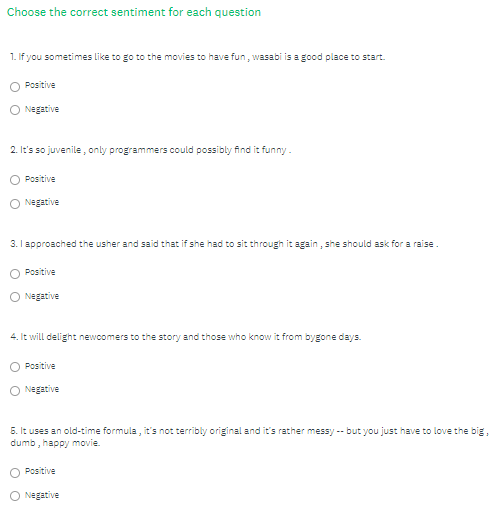 Choose the correct sentiment for each question
1. If you sometimes like to go to the movies to have fun , wasabi is a good place to start.
Positive
Negative
2. It's so juvenile , only programmers could possibly find it funny .
Positive
Negative
3. I approached the usher and said that if she had to sit through it again , she should ask for a raise .
Positive
Negative
4. It will delight newcomers to the story and those who know it from bygone days.
Positive
Negative
5. It uses an old-time formula , it's not terribly original and it's rather messy -- but you just have to love the big ,
dumb , happy movie.
Positive
Negative